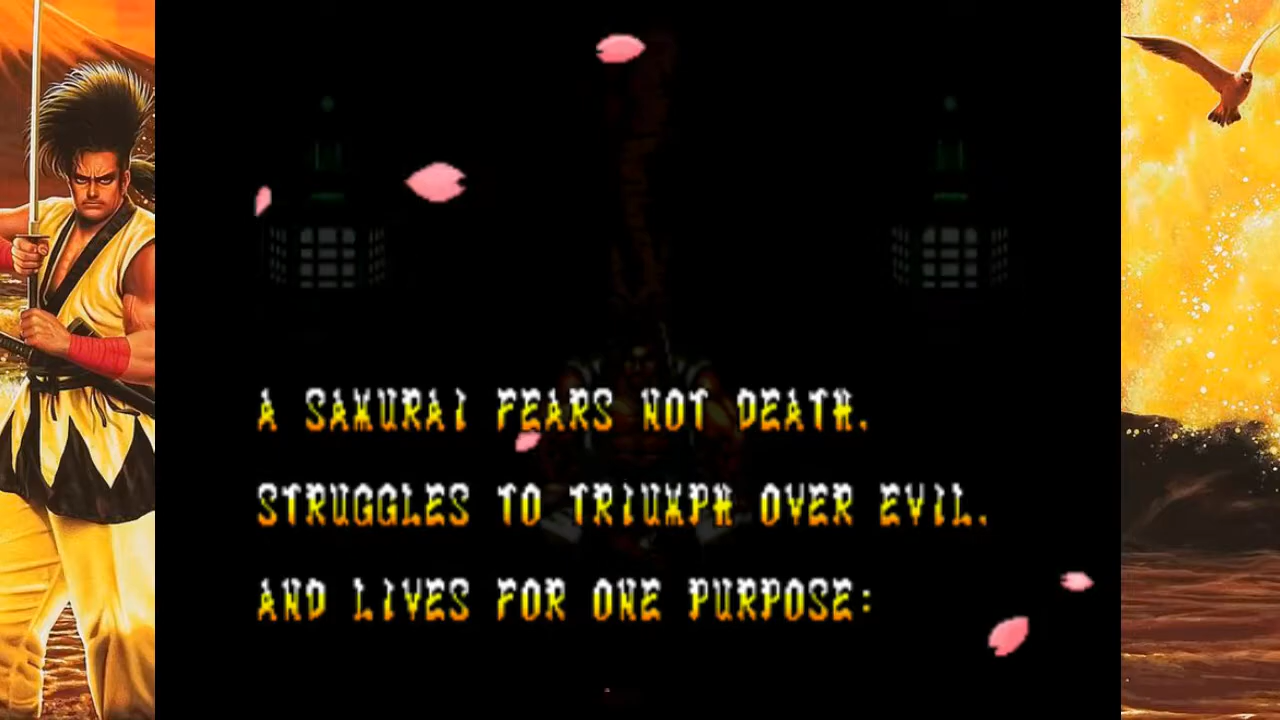 A SAMURAI FEARS NOT DEATH.
STRUGGLES TO TRIUMPH OVER EVIL.
AND LIVES FOR ONE PURPOSE: